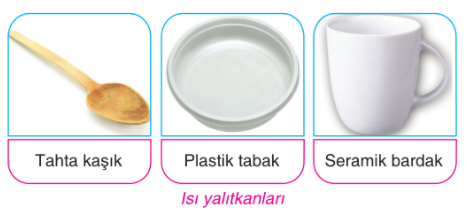 Tahta kaşık
Plastik tabak
Seramik bardak
Isı yalıtkanları